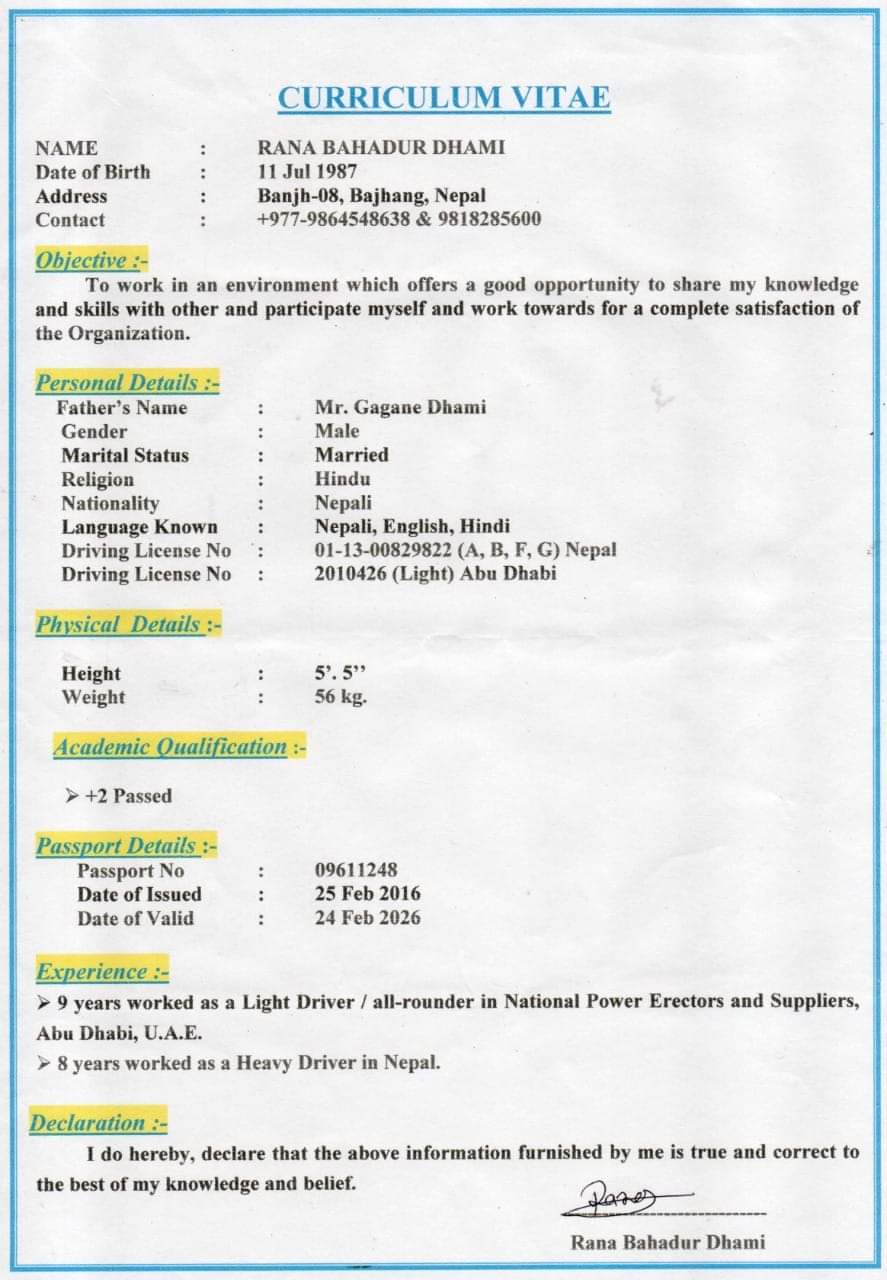 CURRICULUM VITAE
NAME : RANA BAHADUR DHAMI
Date of Birth : 11 Jul 1987
Address : Banjh-08, Bajhang, Nepal
Contact : +977-9864548638 & 9818285600
Objective :-
To work in an environment which offers a good opportunity to share my knowledge
and skills with other and participate myself and work towards for a complete satisfaction of
the Organization.
Personal Details :-
Father's Name : Mr. Gagane Dhami
Gender : Male
Marital Status : Married
Religion : Hindu
Nationality : Nepali
Language Known : Nepali, English, Hindi
Driving License No : 01-13-00829822 (A, B, F, G) Nepal
Driving License No : 2010426 (Light) Abu Dhabi
Physical Details :-
Height : 5'. 5''
Weight : 56 kg.
Academic Qualification :-
➢ +2 Passed
Passport Details :-
Passport No : 09611248
Date of Issued : 25 Feb 2016
Date of Valid : 24 Feb 2026
Experience :-
➢ 9 years worked as a Light Driver / all-rounder in National Power Erectors and Suppliers,
Abu Dhabi, U.A.E.
➢ 8 years worked as a Heavy Driver in Nepal.
Declaration :-
I do hereby, declare that the above information furnished by me is true and correct to
the best of my knowledge and belief.
Rana Bahadur Dhami